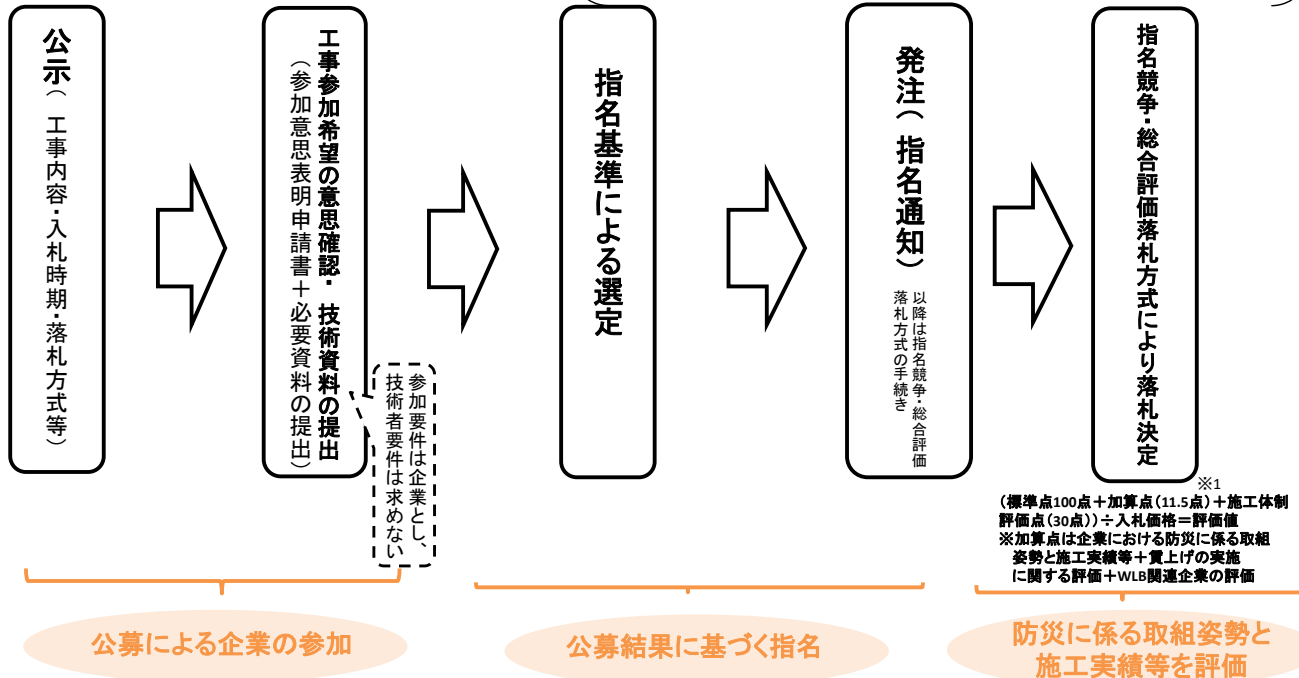 公示（　工事内容・入札時期・落札方式等）
工事参加希望の意思確認・　技術資料の提出
（参加意思表明申請書＋必要資料の提出）
参加要件は企業とし、
技術者要件は求めない
指名基準による選定
発注（　指名通知）
以降は指名競争・総合評価
落札方式の手続き
指名競争・総合評価落札方式により落札決定
※1
（標準点100点＋加算点（11.5点）＋施工体制
評価点（30点））÷入札価格＝評価値
※加算点は企業における防災に係る取組
姿勢と施工実績等＋賃上げの実施
に関する評価＋WLB関連企業の評価
公募による企業の参加
公募結果に基づく指名
防災に係る取組姿勢と
施工実績等を評価